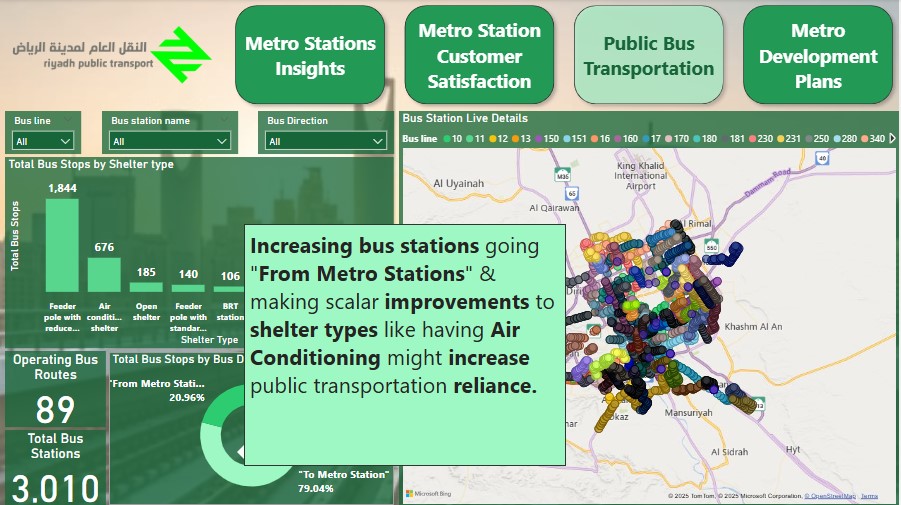 النقل العام لمدينة الرياض
riyadh public transport
Metro Stations
Insights
Metro Station
Customer
Satisfaction
Public Bus
Transportation
Metro
Development
Plans
Bus line
All
Bus station name
All
Bus Direction
All
Total Bus Stops by Shelter type
Total Bus Stops
1,844
676
185
140
106
Feeder
pole with
reduce...
Air
conditi...
shelter
Open
shelter
Feeder
pole with
standar...
BRT
station
Shelter Type
Operating Bus
Routes
89
Total Bus
Stations
3,010
Total Bus Stops by Bus D
"From Metro Stati...
20.96%
"To Metro Station"
79.04%
Increasing bus stations going
"From Metro Stations" &
making scalar improvements to
shelter types like having Air
Conditioning might increase
public transportation reliance.
Bus Station Live Details
Bus line 10 11 12 13 150 151 16 160 17 170 180 181 230 231 250 280 340
King Khalid
International
Airport
Al Uyainah
M35
65
40
Dammam Road
Al Qairawan
Al Rimal
550
Khashm Al An
Mansuriyah
Al Sidrah
Hyt
Microsoft Bing
© 2025 TomTom, © 2025 Microsoft Corporation, © OpenStreetMap Terms